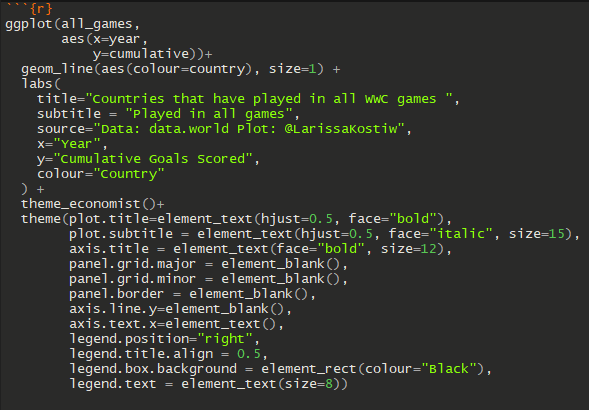 ```{r}
ggplot(all_games,
       aes(x=year,
           y=cumulative))+
  geom_line(aes(colour=country), size=1) +
  labs(
    title="Countries that have played in all WWC games ",
    subtitle = "Played in all games",
    source="Data: data.world Plot: @LarissaKostiw",
    x="Year",
    y="Cumulative Goals Scored",
    colour="Country"
  ) +
  theme_economist()+
  theme(plot.title=element_text(hjust=0.5, face="bold"),
        plot.subtitle = element_text(hjust=0.5, face="italic", size=15),
        axis.title = element_text(face="bold", size=12),
        panel.grid.major = element_blank(),
        panel.grid.minor = element_blank(),
        panel.border = element_blank(),
        axis.line.y=element_blank(),
        axis.text.x=element_text(),
        legend.position="right",
        legend.title.align = 0.5,
        legend.box.background = element_rect(colour="Black"),
        legend.text = element_text(size=8))